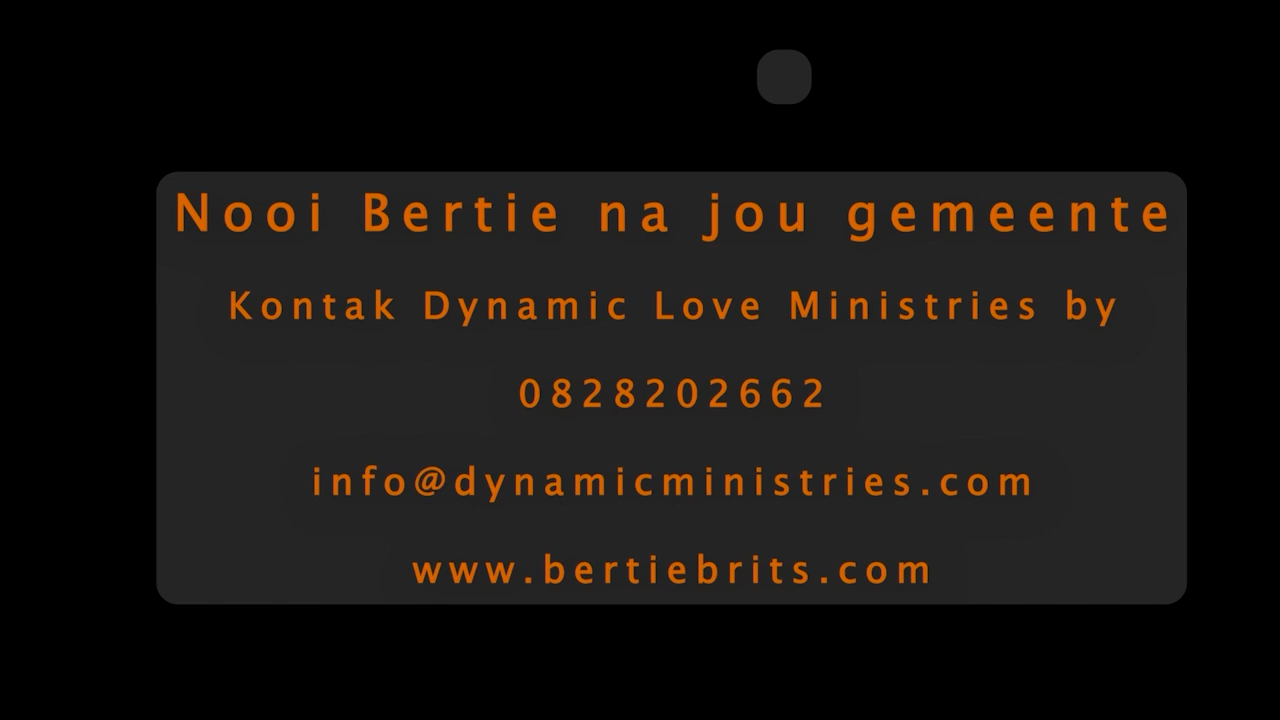 Nooi Bertie na jou gemeente
Kontak Dynamic Love Ministries by
0828202662
info@dynamicministries.com
www.bertiebrits.com